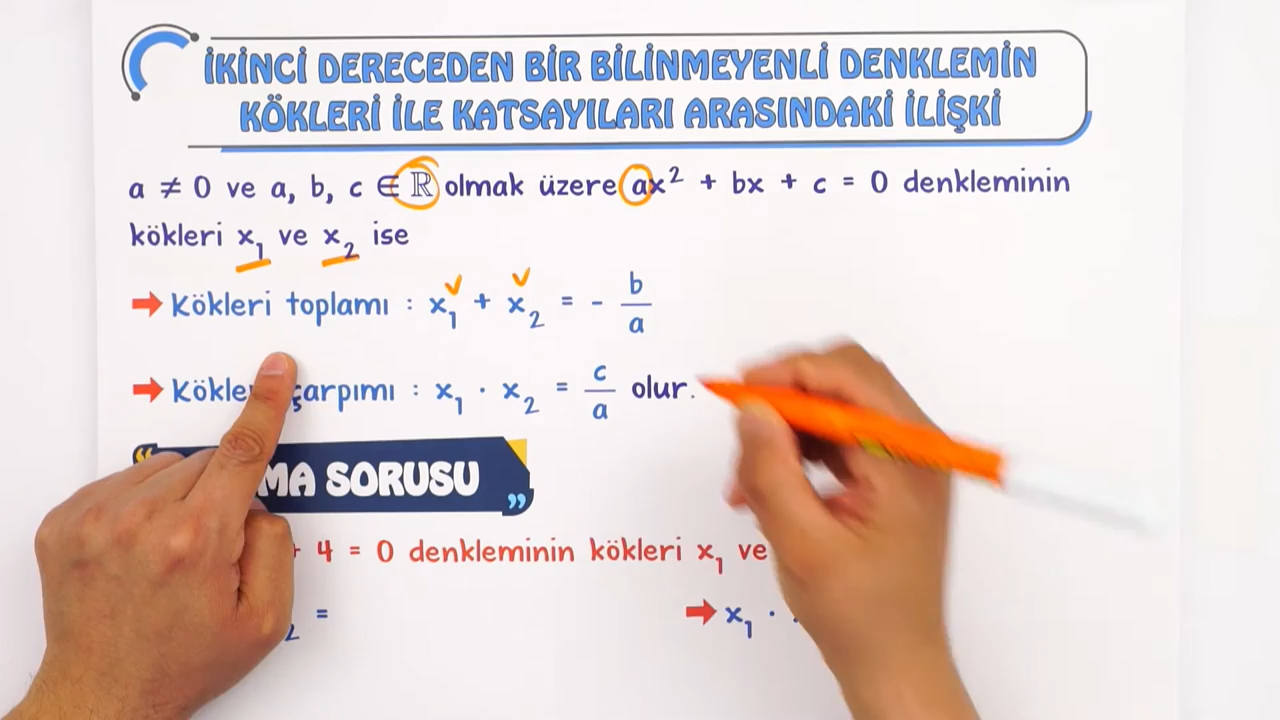 İKİNCİ DERECEDEN BİR BİLİNMEYENLİ DENKLEMİN
KÖKLERİ İLE KATSAYILARI ARASINDAKİ İLİŞKİ
a ≠ 0 ve a, b, c ∈ ℝ olmak üzere ax² + bx + c = 0 denkleminin
kökleri x₁ ve x₂ ise
➡ Kökleri toplamı : x₁ + x₂ = - b/a
➡ çarpımı : x₁ · x₂ = c/a olur.
SORUSU
4 = 0 denkleminin kökleri x₁ ve
₂ =
➡ x₁ ·